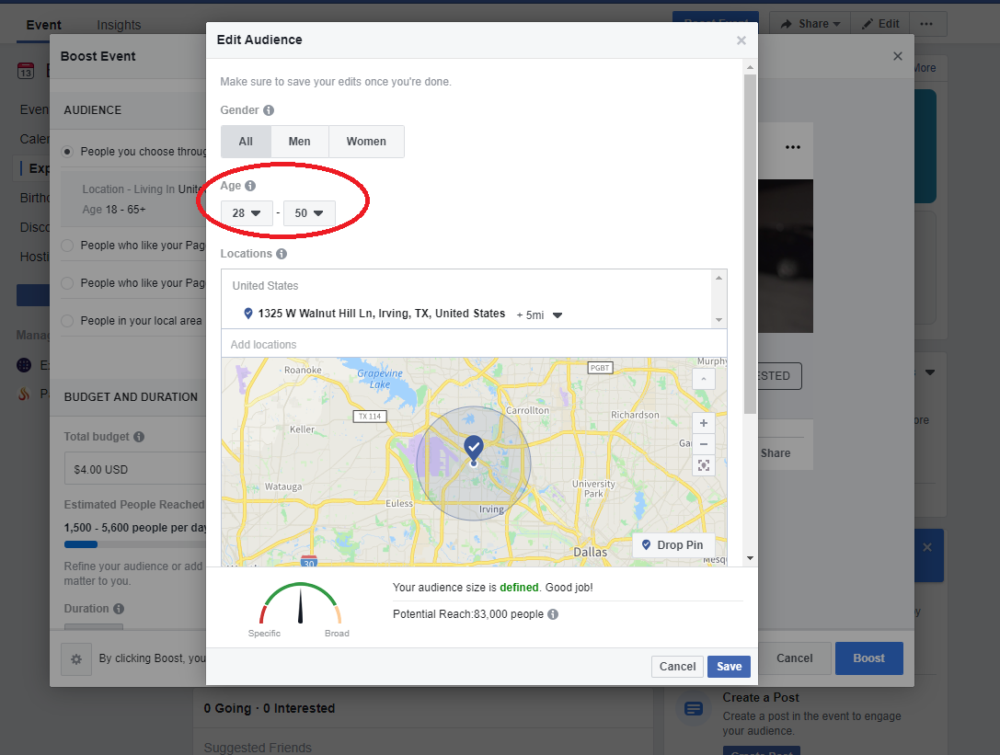 Event
Insights
Boost Event
Share
Edit
Boost Event
Edit Audience
Make sure to save your edits once you're done.
Gender
All
Men
Women
Age
28 - 50
Locations
United States
1325 W Walnut Hill Ln, Irving, TX, United States + 5mi
Add locations
Roanoke
Grapevine
Lake
PGBT
Murphy
TX 114
Carrollton
Richardson
Keller
Watauga
Euless
Irving
University
Park
Dallas
30
Drop Pin
Specific
Broad
Your audience size is defined. Good job!
Potential Reach:83,000 people
Cancel
Save
AUDIENCE
People you choose throug
Location - Living In Unite
Age 18 - 65+
People who like your Pag
People who like your Pag
People in your local area
BUDGET AND DURATION
Total budget
$4.00 USD
Estimated People Reached
1,500 - 5,600 people per day
Refine your audience or add
matter to you.
Duration
By clicking Boost, you
Cancel
Boost
13
Even
Calen
Exp
Birth
Disco
Hosti
Manag
More
ESTED
ore
Share
0 Going · 0 Interested
Suggested Friends
Create a Post
Create a post in the event to engage
your audience.
Create Post